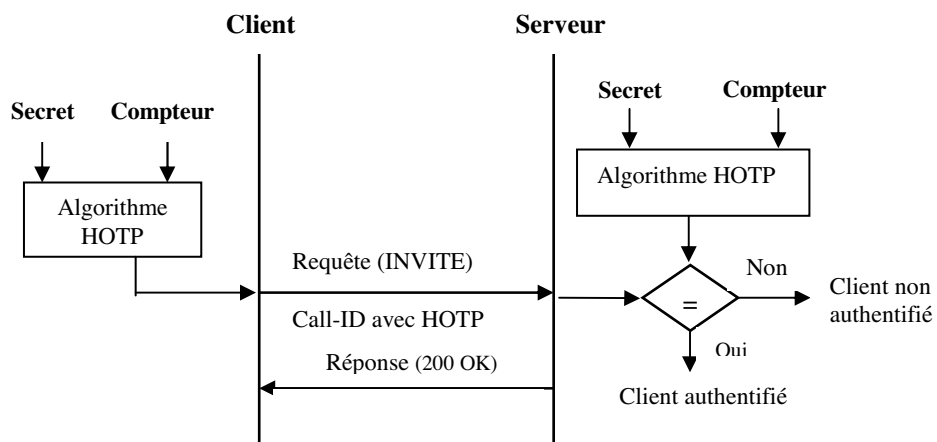 Client
Serveur
Secret
Compteur
Secret
Compteur
Algorithme
HOTP
Algorithme HOTP
Requête (INVITE)
Call-ID avec HOTP
Réponse (200 OK)
=
Non
Client non
authentifié
Oui
Client authentifié